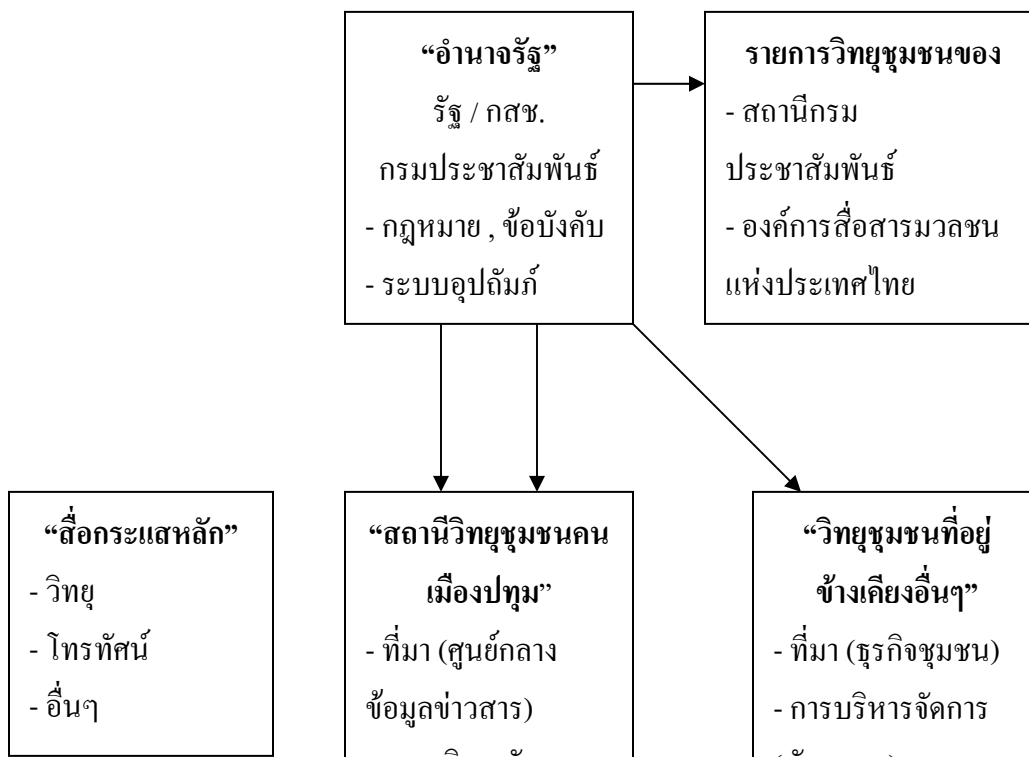 “อำนาจรัฐ”
รัฐ / กสช.
กรมประชาสัมพันธ์
- กฎหมาย , ข้อบังคับ
- ระบบอุปถัมภ์
รายการวิทยุชุมชนของ
- สถานีกรม
ประชาสัมพันธ์
- องค์การสื่อสารมวลชน
แห่งประเทศไทย
“สื่อกระแสหลัก”
- วิทยุ
- โทรทัศน์
- อื่นๆ
“สถานีวิทยุชุมชนคน
เมืองปทุม”
- ที่มา (ศูนย์กลาง
ข้อมูลข่าวสาร)
“วิทยุชุมชนที่อยู่
ข้างเคียงอื่นๆ”
- ที่มา (ธุรกิจชุมชน)
- การบริหารจัดการ